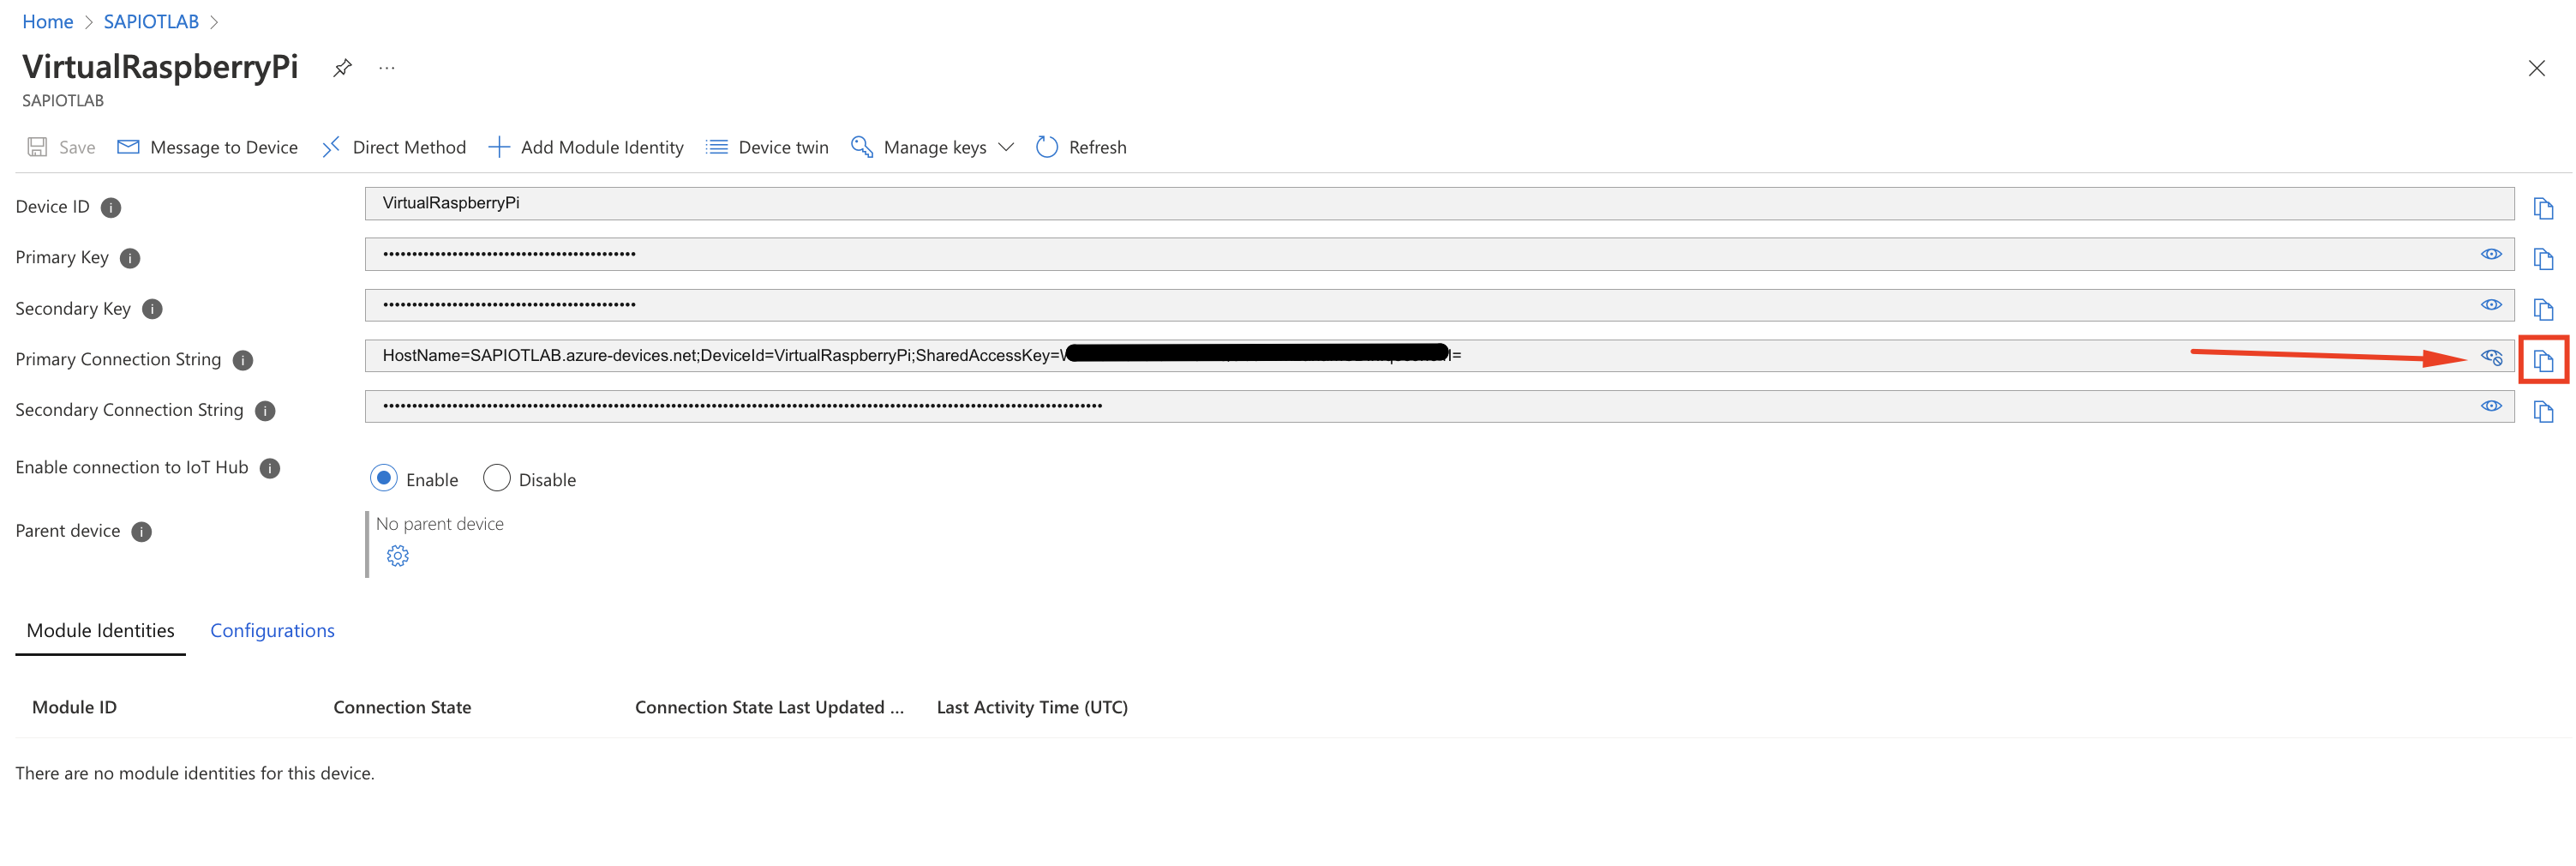 Home > SAPIOTLAB >
VirtualRaspberryPi ...
SAPIOTLAB
Save Message to Device Direct Method Add Module Identity Device twin Manage keys Refresh
Device ID i VirtualRaspberryPi
Primary Key i ••••••••••••••••••••••••••••••••••••••••••••
Secondary Key i ••••••••••••••••••••••••••••••••••••••••••••
Primary Connection String i HostName=SAPIOTLAB.azure-devices.net;DeviceId=VirtualRaspberryPi;SharedAccessKey=
Secondary Connection String i
Enable connection to IoT Hub i Enable Disable
Parent device i No parent device
Module Identities Configurations
Module ID Connection State Connection State Last Updated ... Last Activity Time (UTC)
There are no module identities for this device.